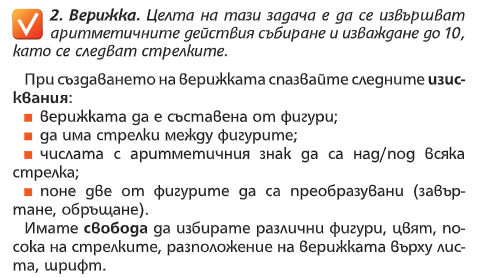 2. Верижка. Целта на тази задача е да се извършват
аритметичните действия събиране и изваждане до 10,
като се следват стрелките.
При създаването на верижката спазвайте следните изис-
квания:
верижката да е съставена от фигури;
да има стрелки между фигурите;
числата с аритметичния знак да са над/под всяка
стрелка;
поне две от фигурите да са преобразувани (завър-
тане, обръщане).
Имате свобода да избирате различни фигури, цвят, по-
сока на стрелките, разположение на верижката върху лис-
та, шрифт.